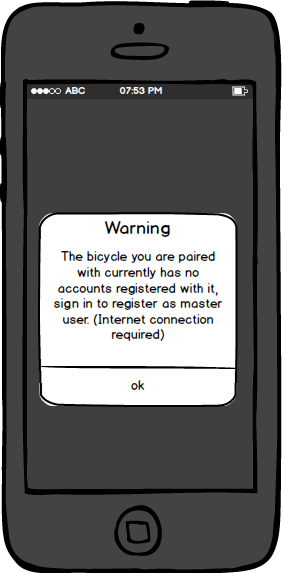 ABC 07:53 PM
Warning
The bicycle you are paired
with currently has no
accounts registered with it,
sign in to register as master
user. (Internet connection
required)
ok